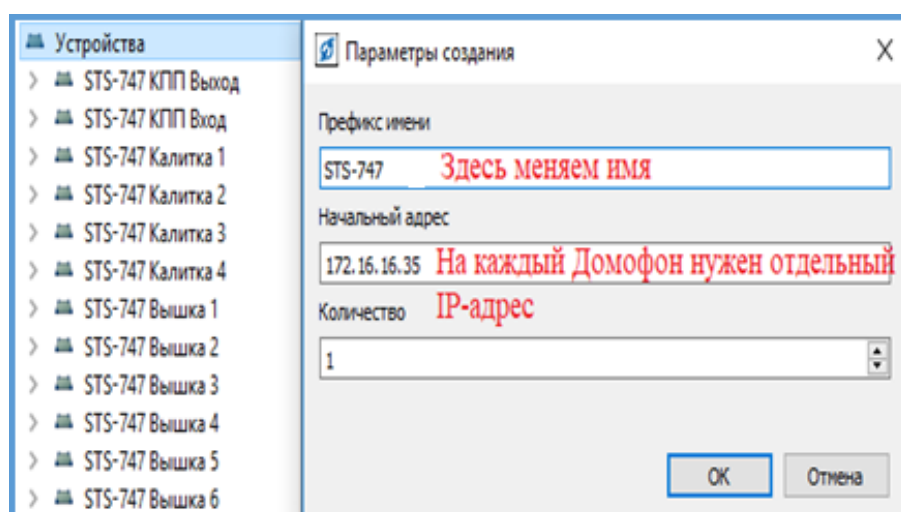 Устройства
STS-747 КПП Выход
STS-747 КПП Вход
STS-747 Калитка 1
STS-747 Калитка 2
STS-747 Калитка 3
STS-747 Калитка 4
STS-747 Вышка 1
STS-747 Вышка 2
STS-747 Вышка 3
STS-747 Вышка 4
STS-747 Вышка 5
STS-747 Вышка 6
Параметры создания
Префикс имени
STS-747 Здесь меняем имя
Начальный адрес
172.16.16.35 На каждый Домофон нужен отдельный
Количество IP-адрес
1
OK Отмена